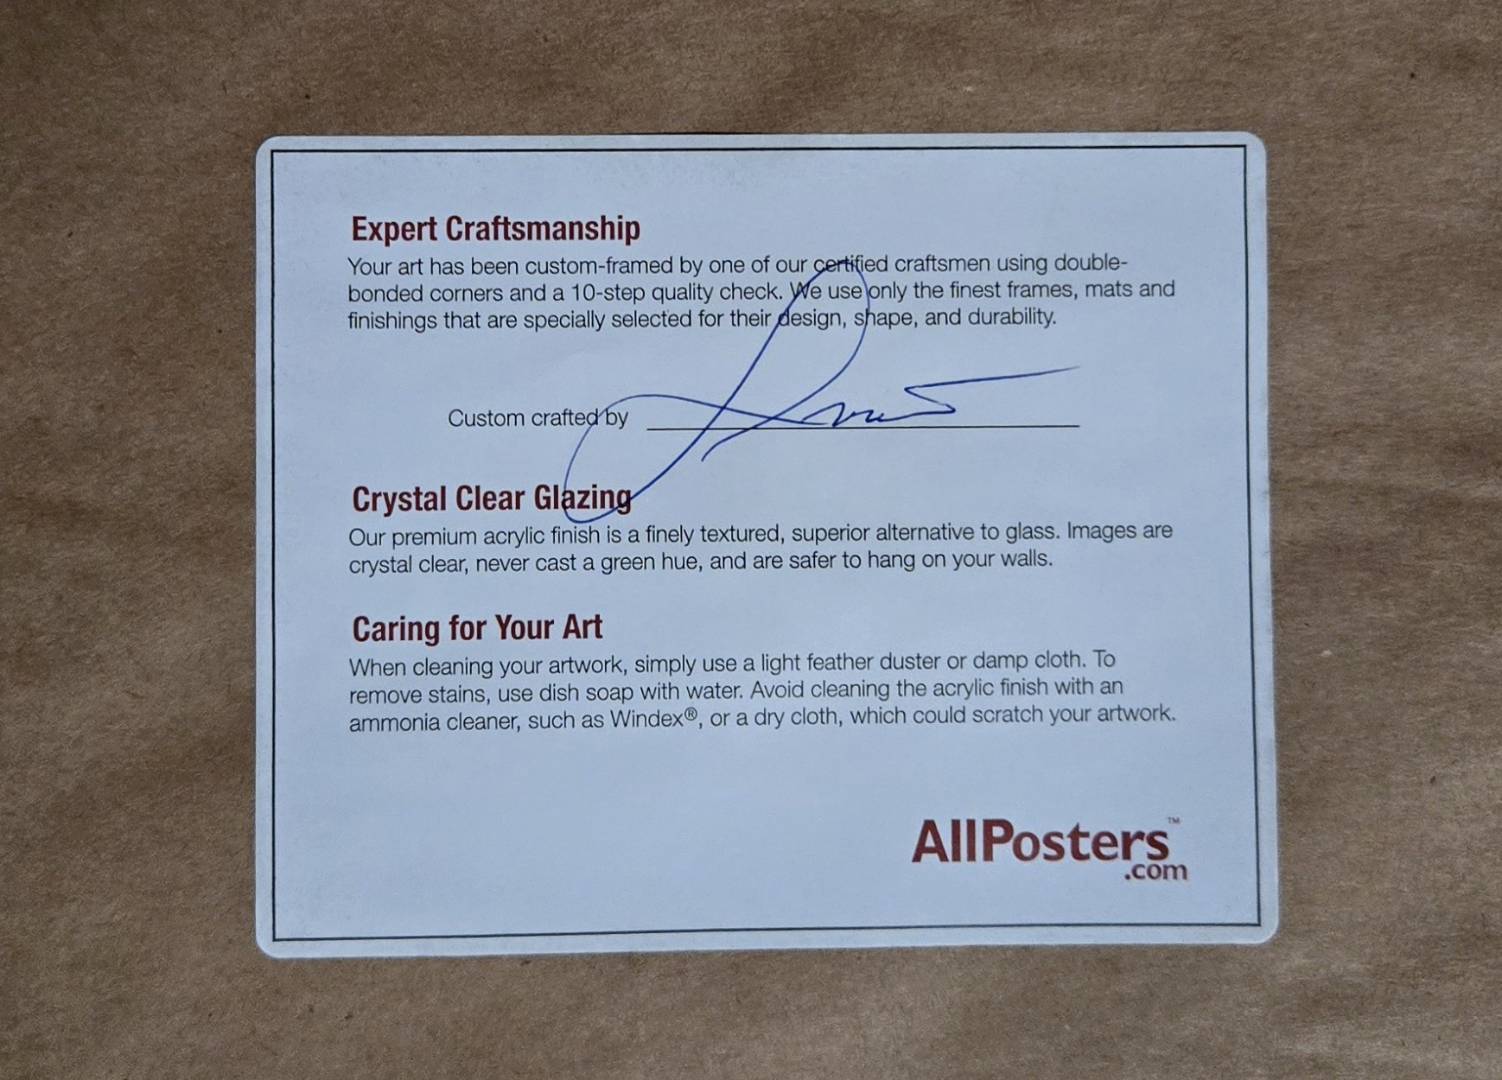 Expert Craftsmanship
Your art has been custom-framed by one of our certified craftsmen using double-
bonded corners and a 10-step quality check. We use only the finest frames, mats and
finishings that are specially selected for their design, shape, and durability.
Custom crafted by
Crystal Clear Glazing
Our premium acrylic finish is a finely textured, superior alternative to glass. Images are
crystal clear, never cast a green hue, and are safer to hang on your walls.
Caring for Your Art
When cleaning your artwork, simply use a light feather duster or damp cloth. To
remove stains, use dish soap with water. Avoid cleaning the acrylic finish with an
ammonia cleaner, such as Windex®, or a dry cloth, which could scratch your artwork.
AllPosters™
.com